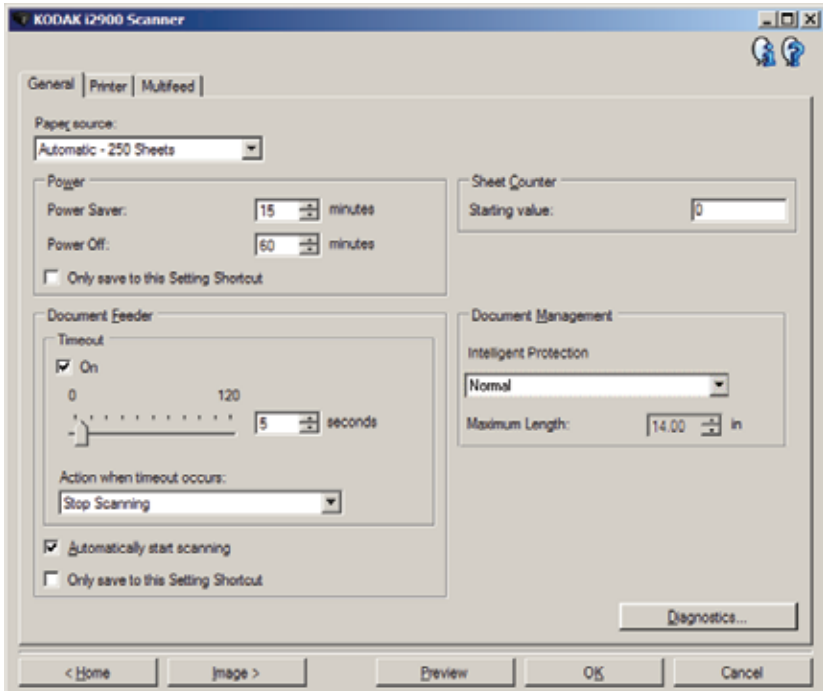 KODAK i2900 Scanner
General Printer Multifeed
Paper source:
Automatic - 250 Sheets
Power
Power Saver: 15 minutes
Power Off: 60 minutes
Only save to this Setting Shortcut
Sheet Counter
Starting value: 0
Document Feeder
Timeout
On
0 120
5 seconds
Action when timeout occurs:
Stop Scanning
Automatically start scanning
Only save to this Setting Shortcut
Document Management
Intelligent Protection
Normal
Maximum Length: 14.00 in
Diagnostics...
< Home Image > Preview OK Cancel